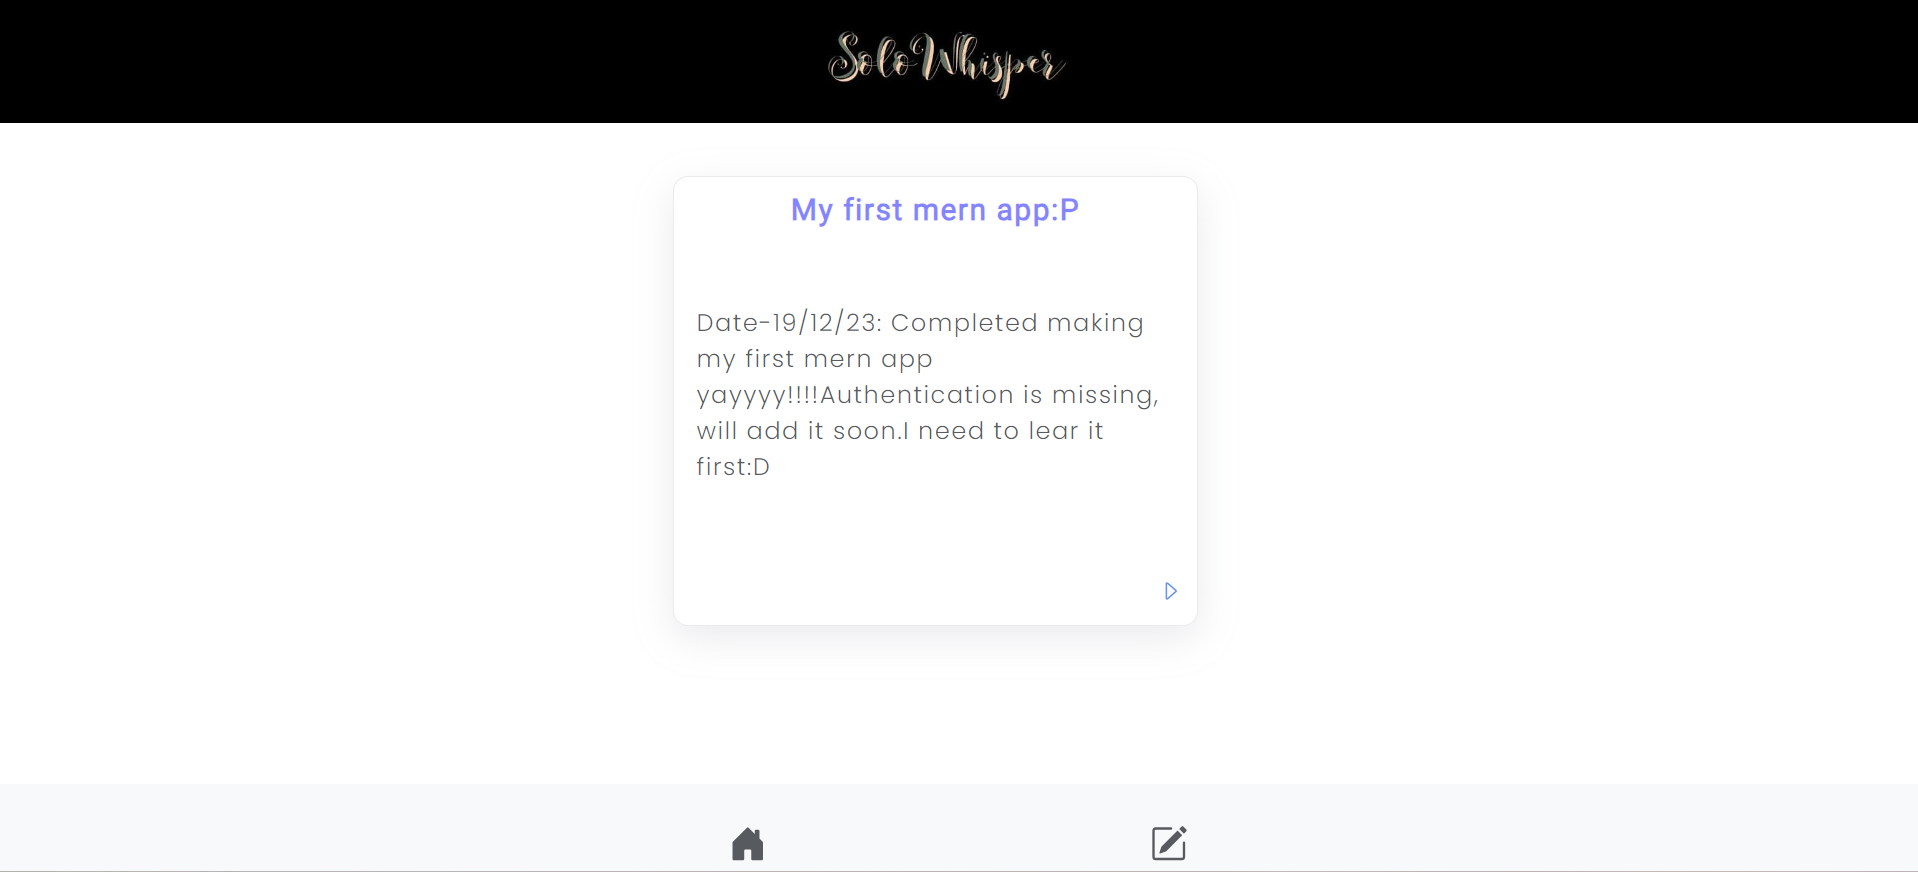 SoloWhisper
My first mern app:P
Date-19/12/23: Completed making
my first mern app
yayyyy!!!!Authentication is missing,
will add it soon.I need to lear it
first:D